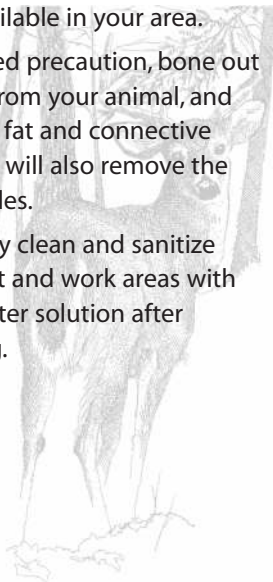 ilable in your area.
ed precaution, bone out
rom your animal, and
fat and connective
will also remove the
les.
y clean and sanitize
t and work areas with
ter solution after
g.